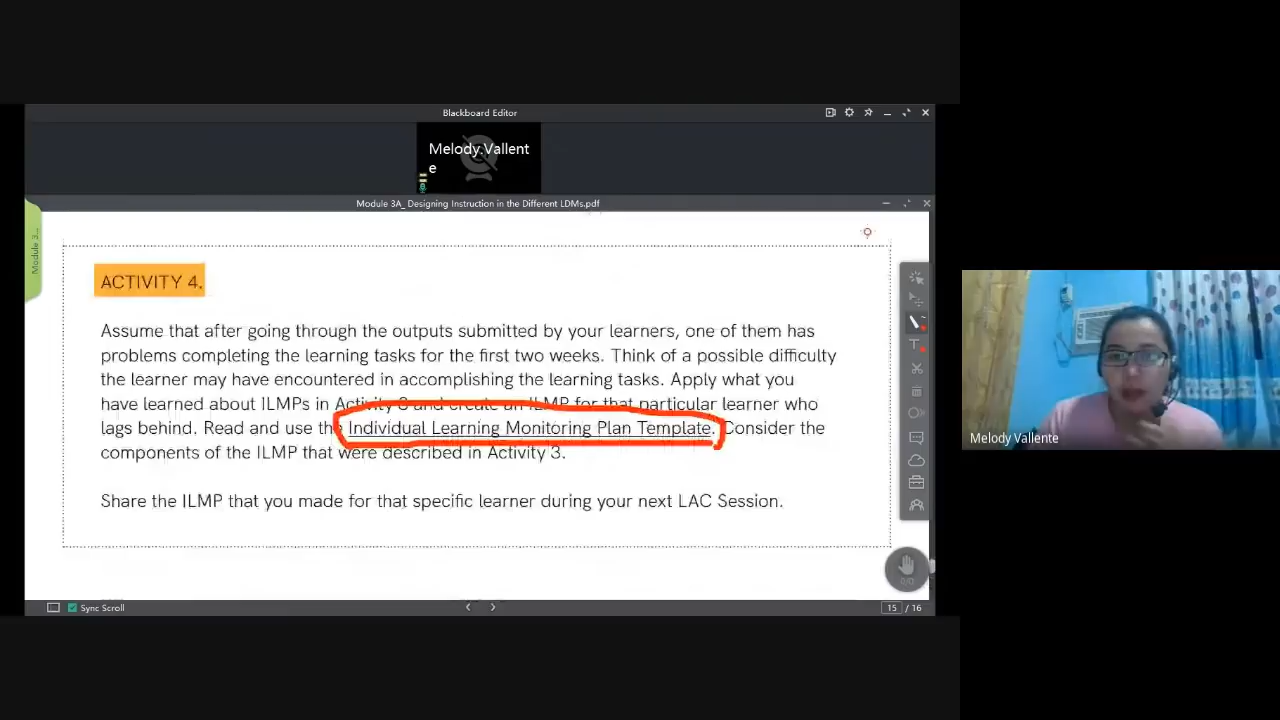 Blackboard Editor
Melody.Vallent
e
Module 3A_ Designing Instruction in the Different LDMs.pdf
Module 3...
ACTIVITY 4.
Assume that after going through the outputs submitted by your learners, one of them has
problems completing the learning tasks for the first two weeks. Think of a possible difficulty
the learner may have encountered in accomplishing the learning tasks. Apply what you
have learned about ILMPs in Activity 3 and create an ILMP for that particular learner who
lags behind. Read and use the Individual Learning Monitoring Plan Template. Consider the
components of the ILMP that were described in Activity 3.
Share the ILMP that you made for that specific learner during your next LAC Session.
0/0
Sync Scroll
15 / 16
Melody Vallente